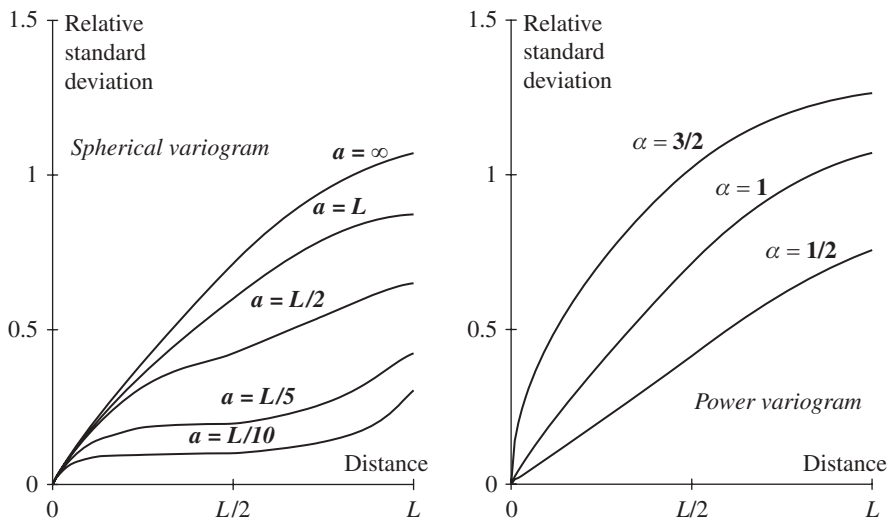 1.5
Relative
standard
deviation
Spherical variogram
a = ∞
1
a = L
a = L/2
0.5
a = L/5
a = L/10
Distance
0
0
L/2
L
1.5
Relative
standard
deviation
α = 3/2
1
α = 1
α = 1/2
0.5
Power variogram
Distance
0
0
L/2
L